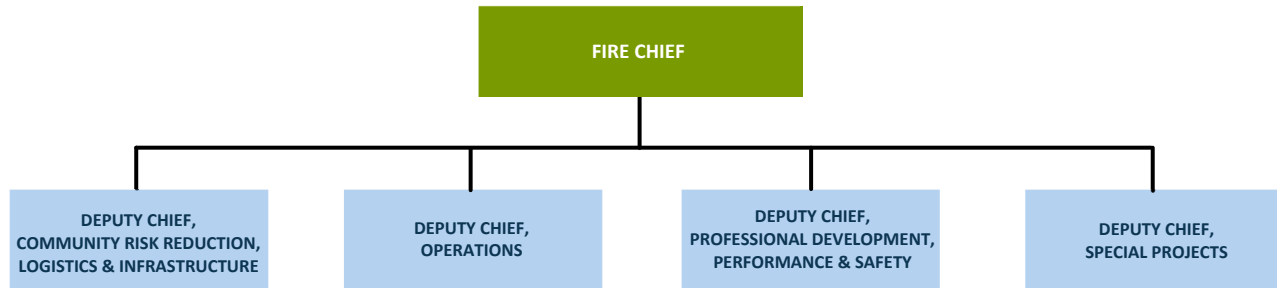 FIRE CHIEF
DEPUTY CHIEF,
COMMUNITY RISK REDUCTION,
LOGISTICS & INFRASTRUCTURE
DEPUTY CHIEF,
OPERATIONS
DEPUTY CHIEF,
PROFESSIONAL DEVELOPMENT,
PERFORMANCE & SAFETY
DEPUTY CHIEF,
SPECIAL PROJECTS